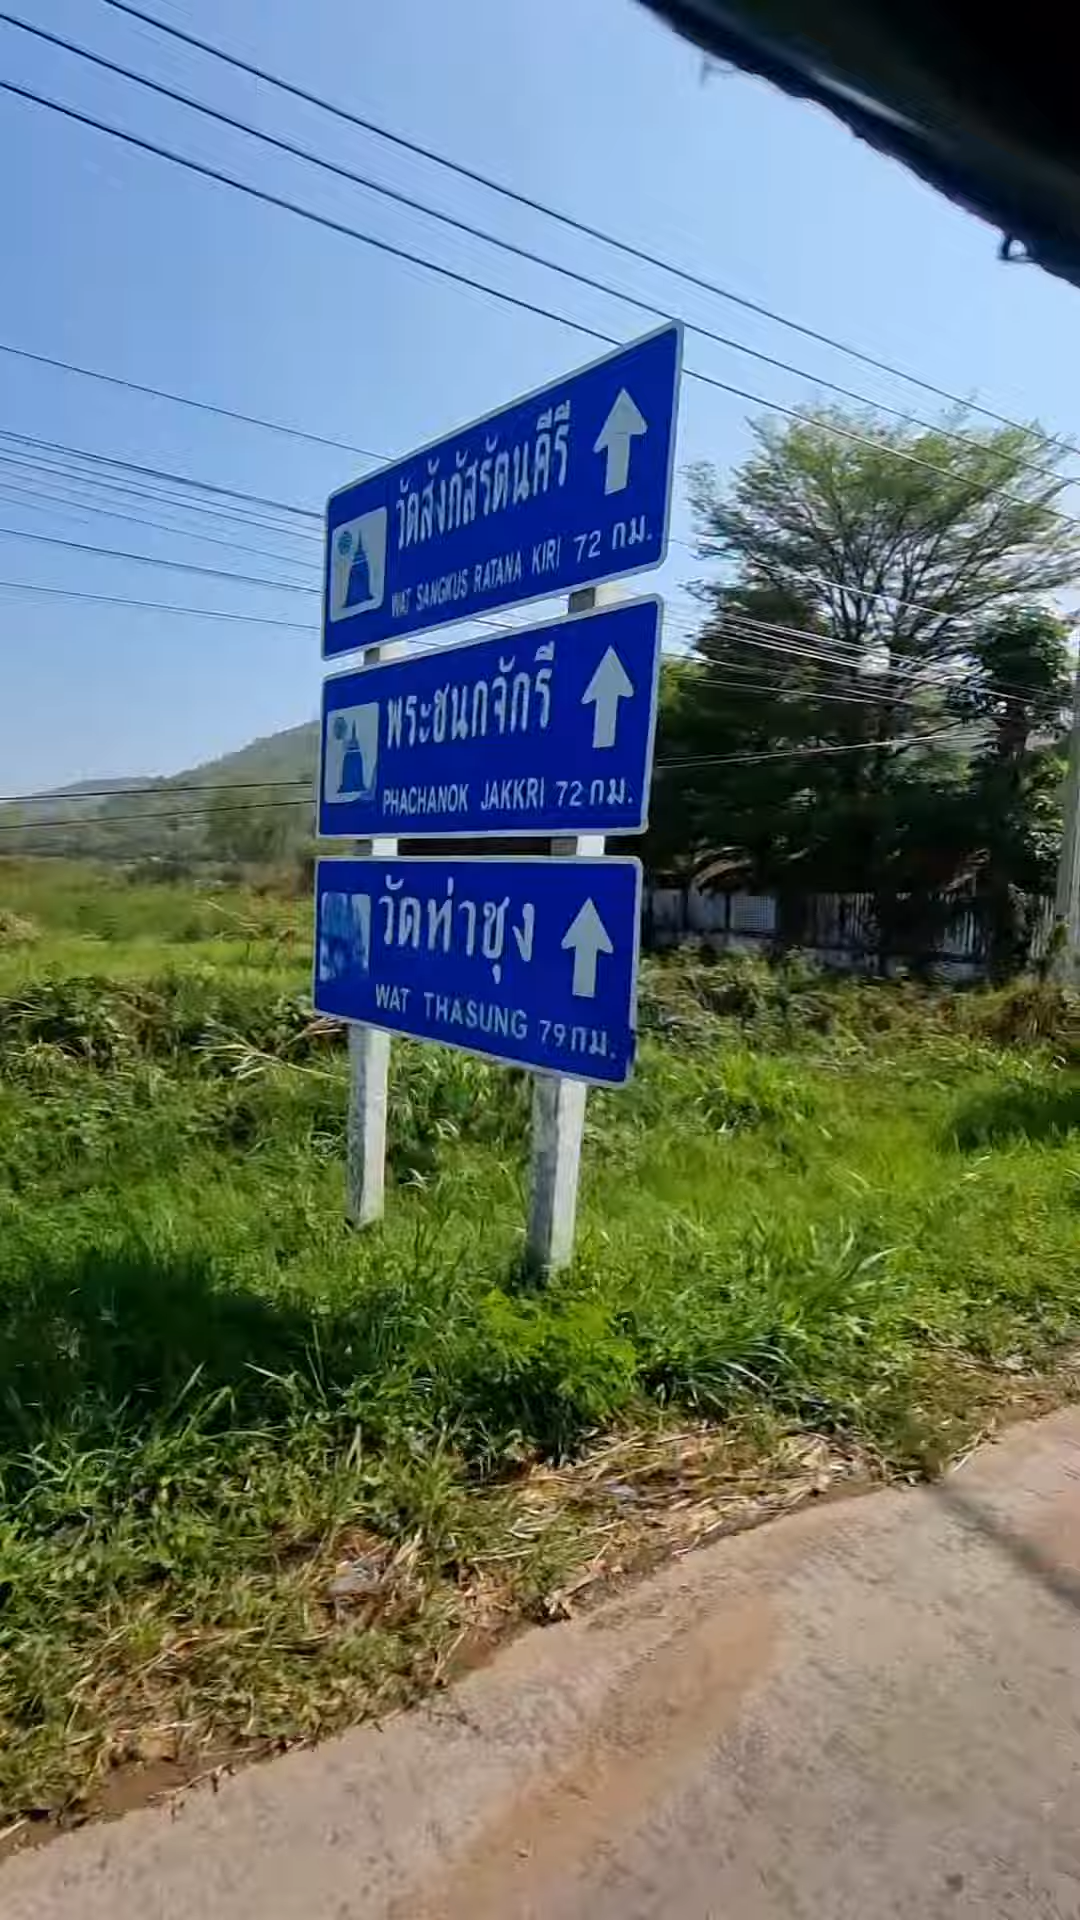 วัดสังกัสรัตนคีรี
WAT SANGKUS RATANA KIRI 72 กม.
พระชนกจักรี
PHACHANOK JAKKRI 72 กม.
วัดท่าซุง
WAT THASUNG 79 กม.